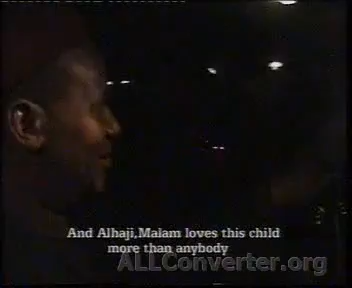 And Alhaji,Malam loves this child
more than anybody
ALLConverter.org